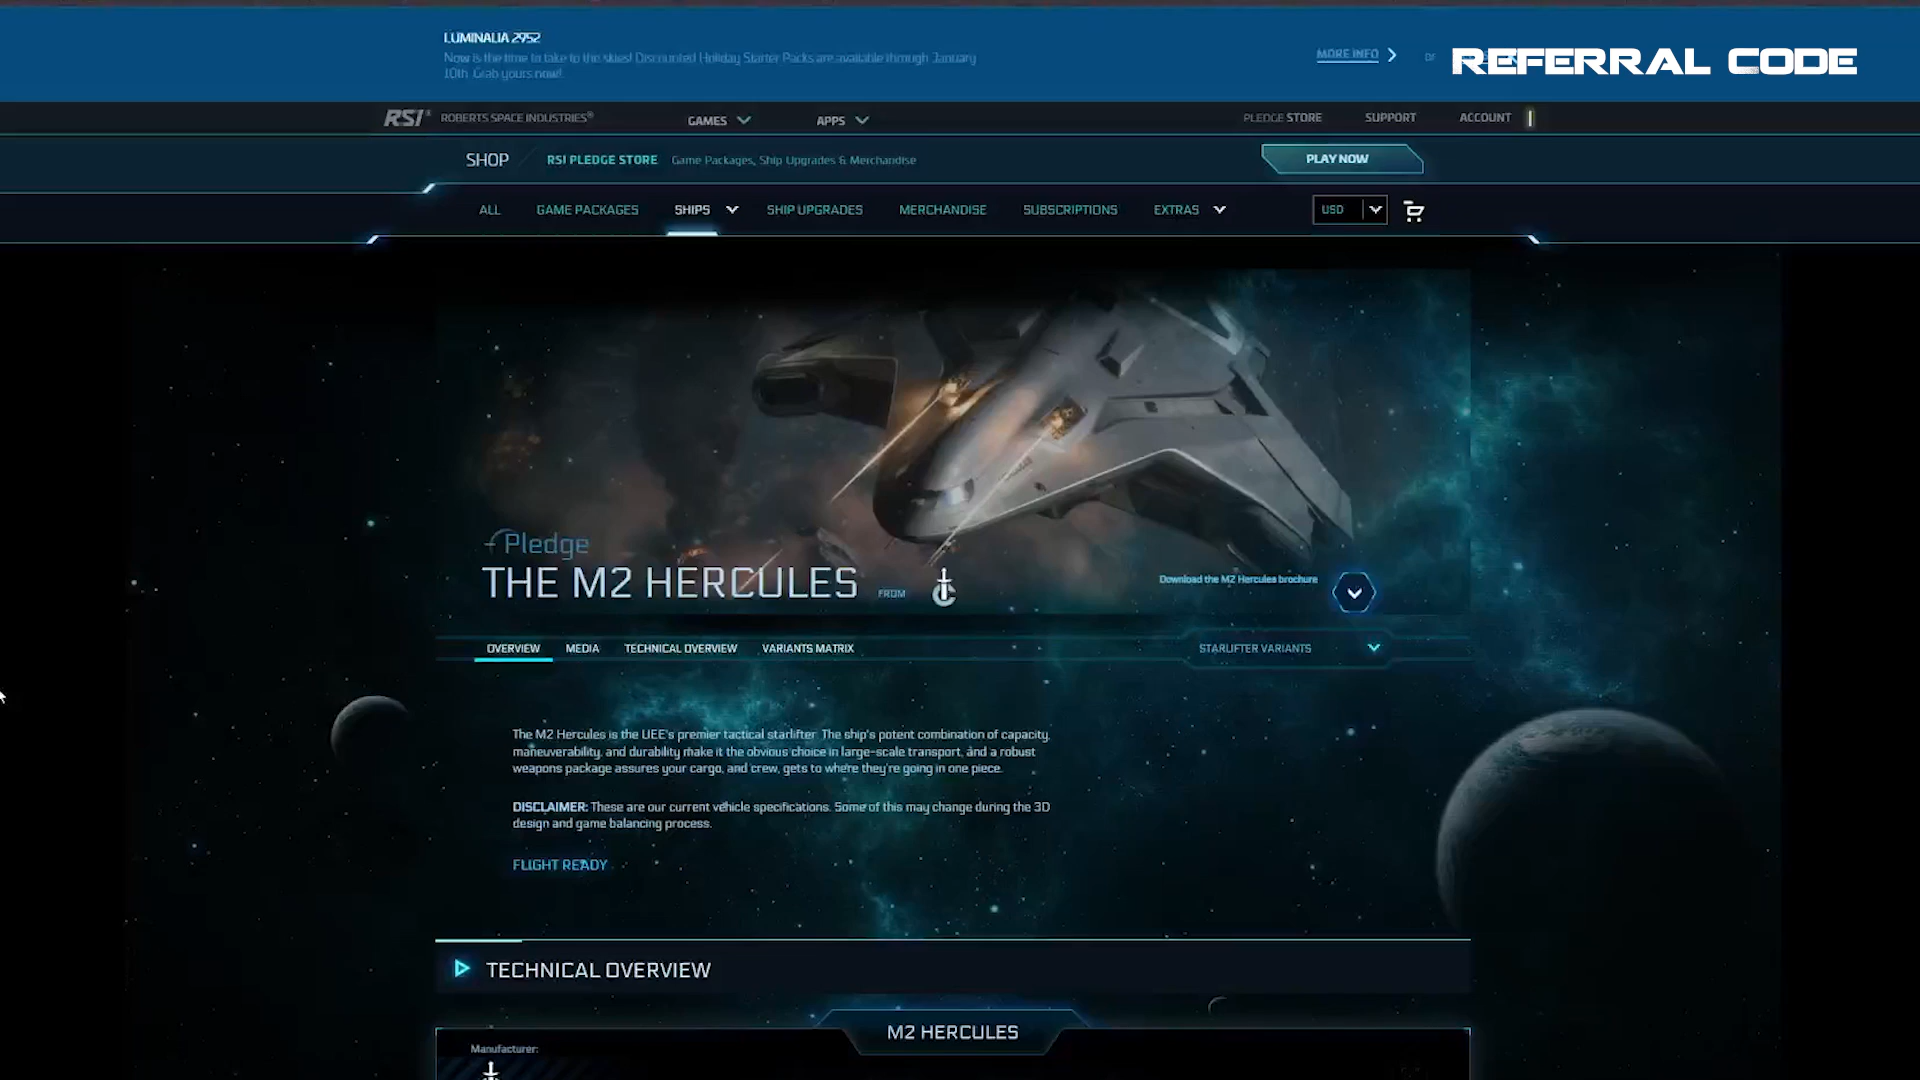 LUMINALIA 2952
Now is the time to take to the skies! Discounted Holiday Starter Packs are available through January
10th. Grab yours now!
MORE INFO
REFERRAL CODE
RSI® ROBERTS SPACE INDUSTRIES®
GAMES
APPS
PLEDGE STORE
SUPPORT
ACCOUNT
SHOP
RSI PLEDGE STORE
Game Packages, Ship Upgrades & Merchandise
PLAY NOW
ALL
GAME PACKAGES
SHIPS
SHIP UPGRADES
MERCHANDISE
SUBSCRIPTIONS
EXTRAS
USD
Pledge
THE M2 HERCULES
FROM
Download the M2 Hercules brochure
OVERVIEW
MEDIA
TECHNICAL OVERVIEW
VARIANTS MATRIX
STARLIFTER VARIANTS
The M2 Hercules is the UEE's premier tactical starlifter. The ship's potent combination of capacity,
maneuverability, and durability make it the obvious choice in large-scale transport, and a robust
weapons package assures your cargo, and crew, gets to where they're going in one piece.
DISCLAIMER: These are our current vehicle specifications. Some of this may change during the 3D
design and game balancing process.
FLIGHT READY
TECHNICAL OVERVIEW
M2 HERCULES
Manufacturer: